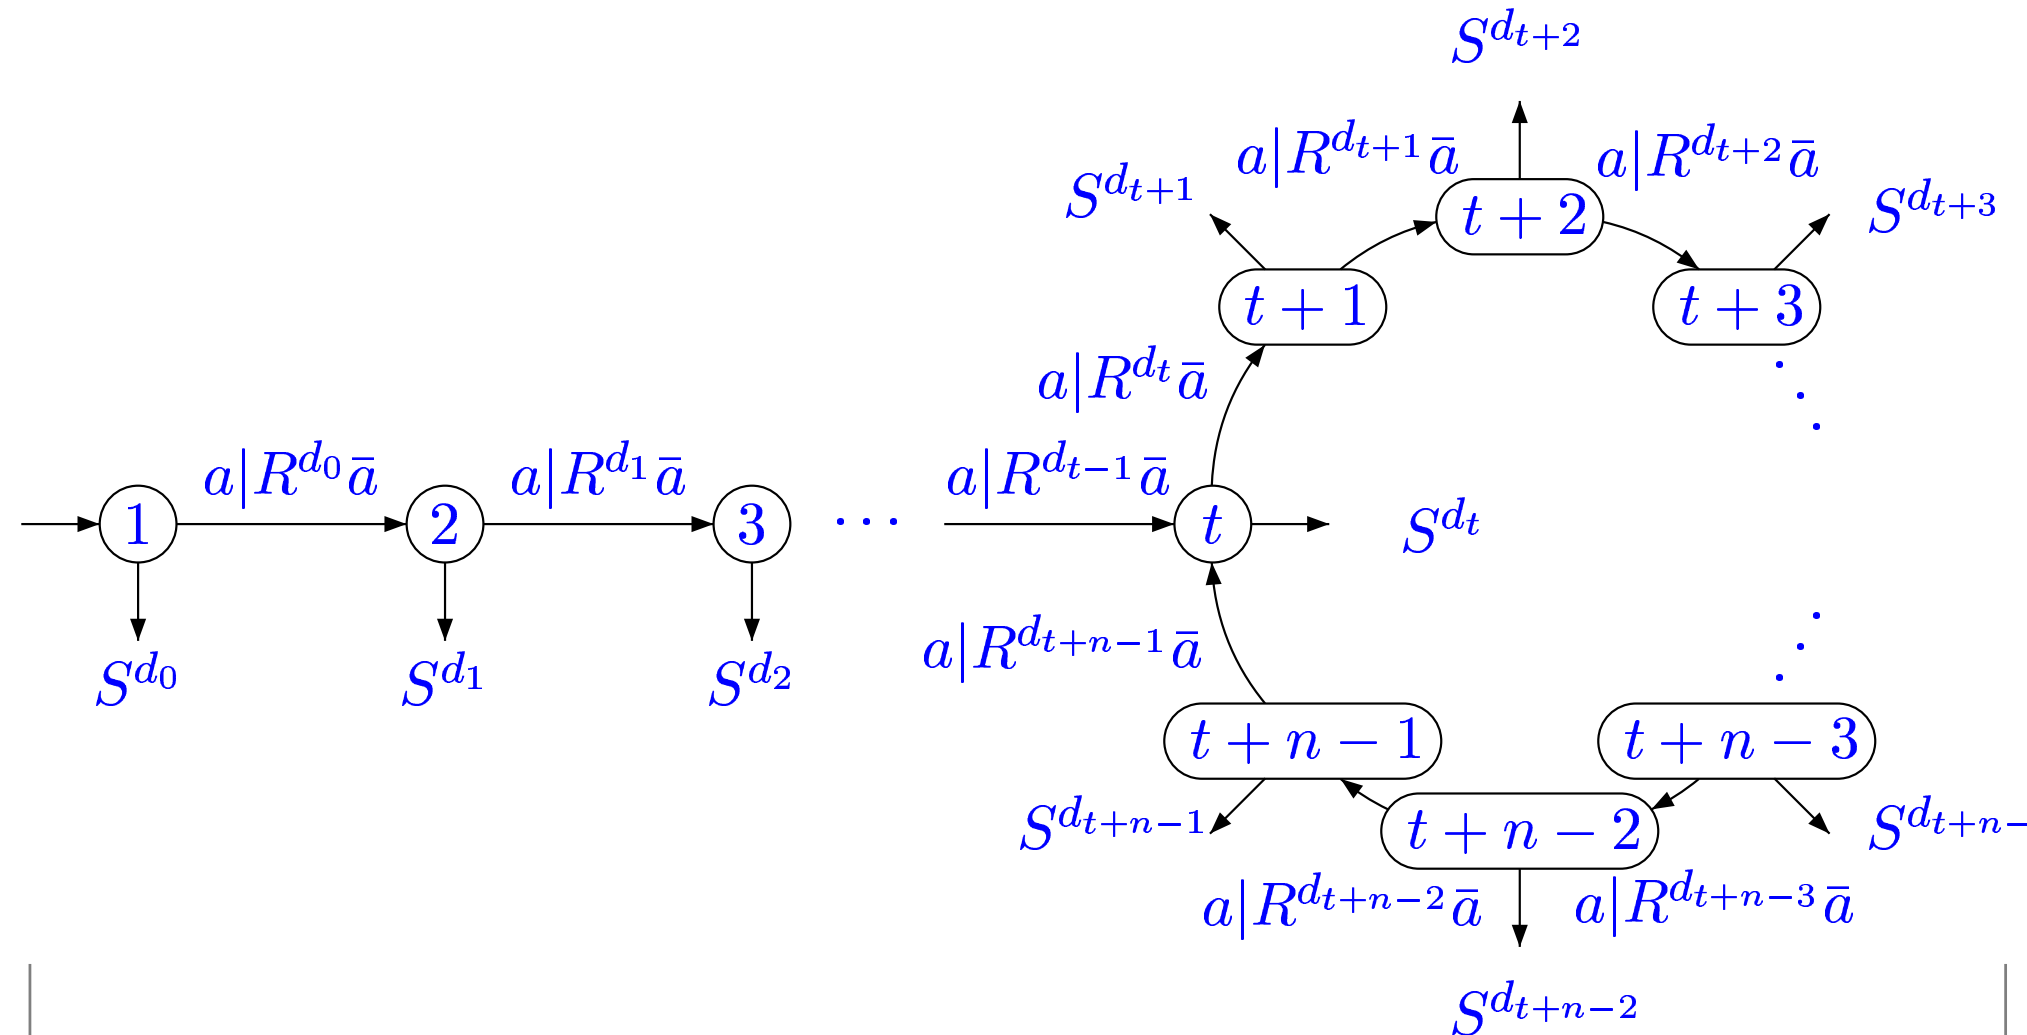 S^{d_{t+2}}
a|R^{d_{t+1}}ā a|R^{d_{t+2}}ā
S^{d_{t+1}} t + 2 S^{d_{t+3}}
t + 1 t + 3
a|R^{d_t}ā
a|R^{d_0}ā a|R^{d_1}ā a|R^{d_{t−1}}ā
1 2 3 ⋯ t S^{d_t}
a|R^{d_{t+n−1}}ā
S^{d_0} S^{d_1} S^{d_2}
t + n − 1 t + n − 3
S^{d_{t+n−1}} t + n − 2 S^{d_{t+n−
a|R^{d_{t+n−2}}ā a|R^{d_{t+n−3}}ā
S^{d_{t+n−2}}